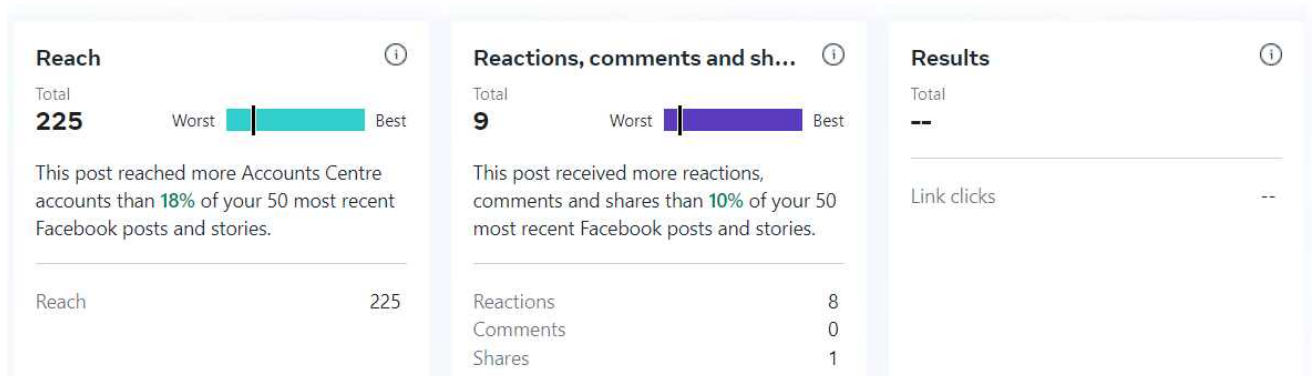 Reach
Total
225
Worst
Best
This post reached more Accounts Centre
accounts than 18% of your 50 most recent
Facebook posts and stories.
Reach 225
Reactions, comments and sh...
Total
9
Worst
Best
This post received more reactions,
comments and shares than 10% of your 50
most recent Facebook posts and stories.
Reactions 8
Comments 0
Shares 1
Results
Total
--
Link clicks --